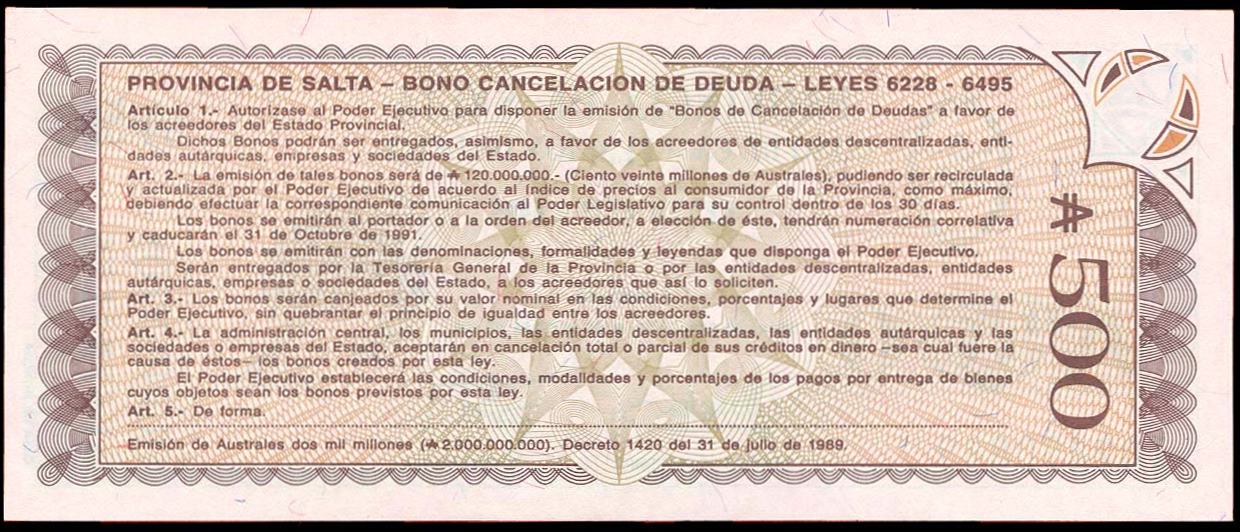 PROVINCIA DE SALTA – BONO CANCELACION DE DEUDA – LEYES 6228 - 6495
Artículo 1.- Autorízase al Poder Ejecutivo para disponer la emisión de "Bonos de Cancelación de Deudas" a favor de
los acreedores del Estado Provincial.
Dichos Bonos podrán ser entregados, asimismo, a favor de los acreedores de entidades descentralizadas, enti-
dades autárquicas, empresas y sociedades del Estado.
Art. 2.- La emisión de tales bonos será de ₳ 120.000.000.- (Ciento veinte millones de Australes), pudiendo ser recirculada
y actualizada por el Poder Ejecutivo de acuerdo al índice de precios al consumidor de la Provincia, como máximo,
debiendo efectuar la correspondiente comunicación al Poder Legislativo para su control dentro de los 30 días.
Los bonos se emitirán al portador o a la orden del acreedor, a elección de éste, tendrán numeración correlativa
y caducarán el 31 de Octubre de 1991.
Los bonos se emitirán con las denominaciones, formalidades y leyendas que disponga el Poder Ejecutivo.
Serán entregados por la Tesorería General de la Provincia o por las entidades descentralizadas, entidades
autárquicas, empresas o sociedades del Estado, a los acreedores que así lo soliciten.
Art. 3.- Los bonos serán canjeados por su valor nominal en las condiciones, porcentajes y lugares que determine el
Poder Ejecutivo, sin quebrantar el principio de igualdad entre los acreedores.
Art. 4.- La administración central, los municipios, las entidades descentralizadas, las entidades autárquicas y las
sociedades o empresas del Estado, aceptarán en cancelación total o parcial de sus créditos en dinero –sea cual fuere la
causa de éstos– los bonos creados por esta ley.
El Poder Ejecutivo establecerá las condiciones, modalidades y porcentajes de los pagos por entrega de bienes
cuyos objetos sean los bonos previstos por esta ley.
Art. 5.- De forma.
Emisión de Australes dos mil millones (₳ 2.000.000.000). Decreto 1420 del 31 de julio de 1989.
₳ 500